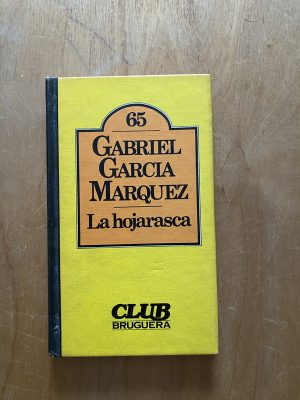 65
GABRIEL
GARCIA
MARQUEZ
La hojarasca
CLUB
BRUGUERA